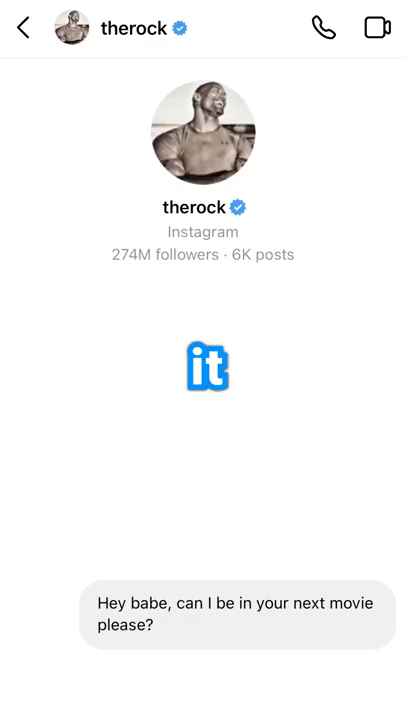 therock
therock
Instagram
274M followers · 6K posts
it
Hey babe, can I be in your next movie
please?